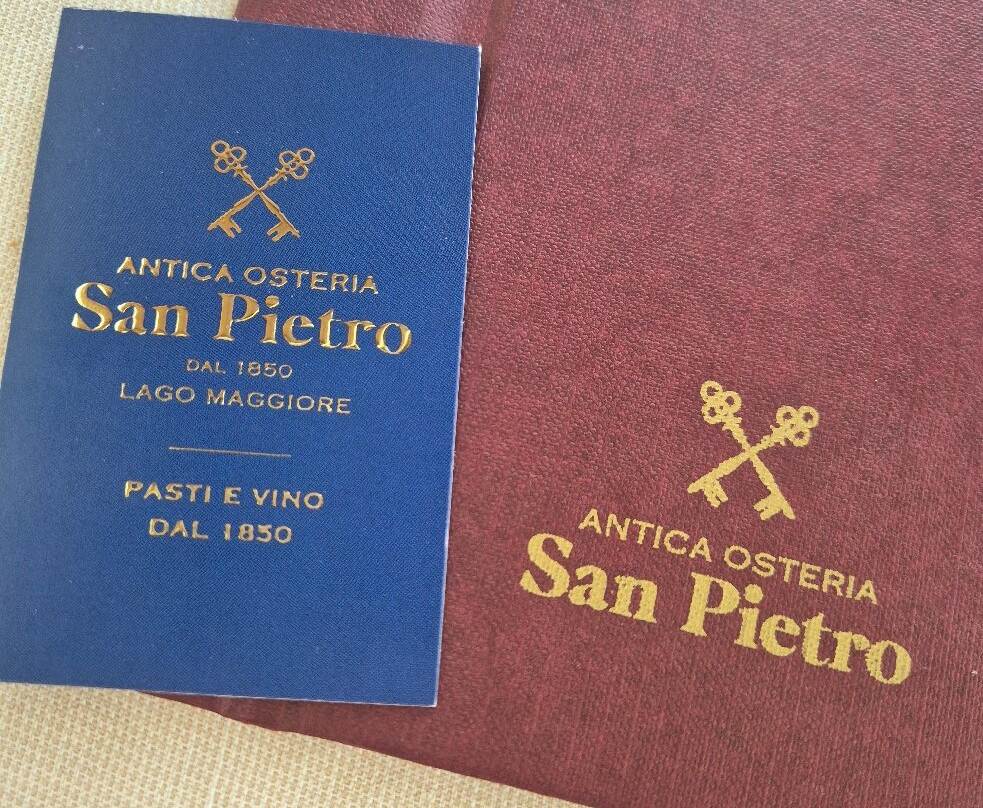 ANTICA OSTERIA
San Pietro
DAL 1850
LAGO MAGGIORE
PASTI E VINO
DAL 1850
ANTICA OSTERIA
San Pietro